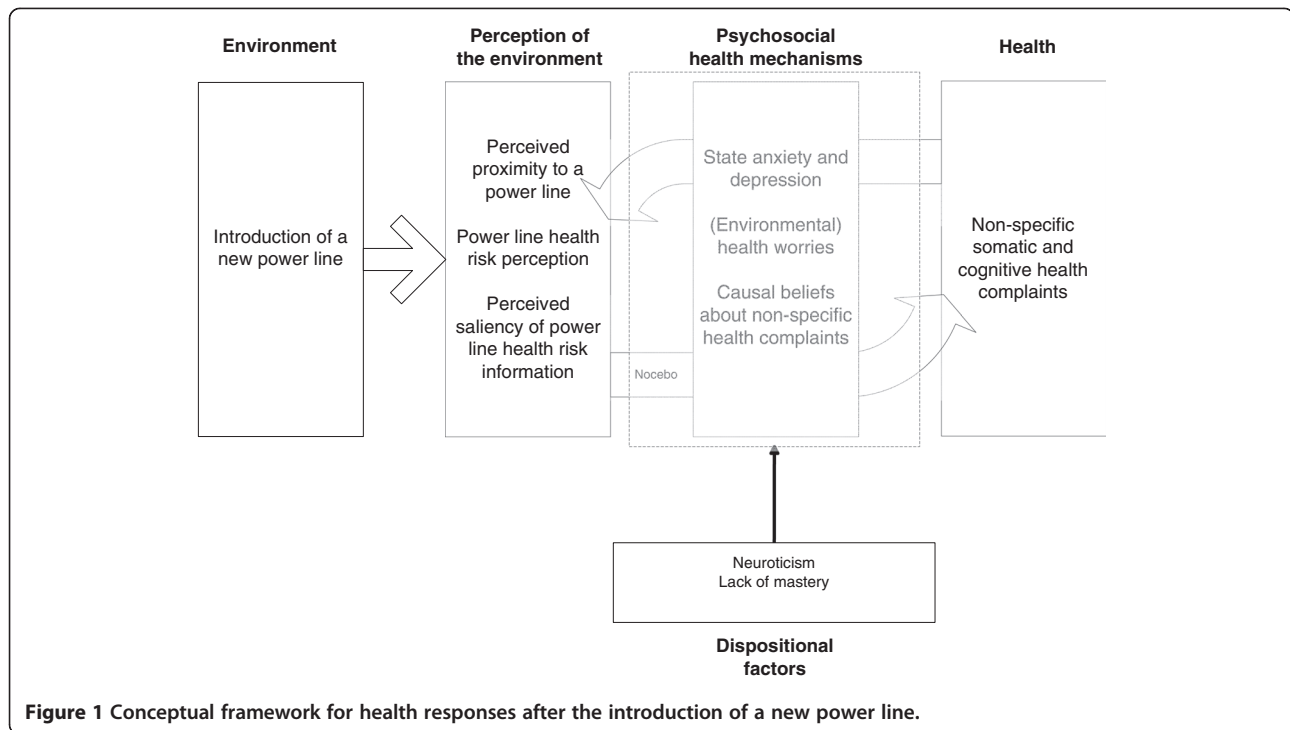 Environment
Perception of
the environment
Psychosocial
health mechanisms
Health
Introduction of a
new power line
Perceived
proximity to a
power line
Power line health
risk perception
Perceived
saliency of power
line health risk
information
Nocebo
State anxiety and
depression
(Environmental)
health worries
Causal beliefs
about non-specific
health complaints
Non-specific
somatic and
cognitive health
complaints
Neuroticism
Lack of mastery
Dispositional
factors
Figure 1 Conceptual framework for health responses after the introduction of a new power line.